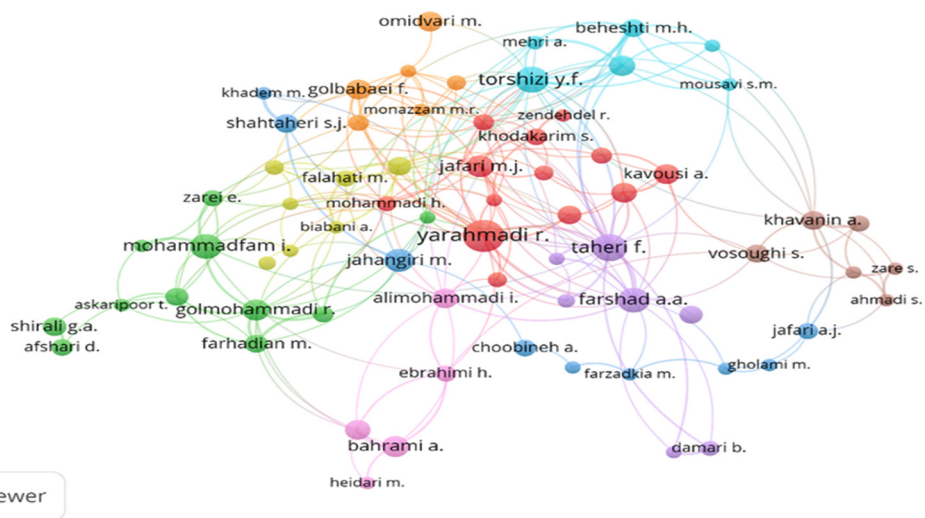 omidvari m.
beheshti m.h.
mehri a.
torshizi y.f.
mousavi s.m.
khadem m.
golbabaei f.
monazzam m.r.
zendehdel r.
shahtaheri s.j.
khodakarim s.
jafari m.j.
kavousi a.
falahati m.
zarei e.
mohammadi h.
khavanin a.
biabani a.
yarahmadi r.
taheri f.
mohammadfam i.
vosoughi s.
jahangiri m.
zare s.
alimohammadi i.
farshad a.a.
ahmadi s.
askaripoor t.
golmohammadi r.
shirali g.a.
jafari a.j.
afshari d.
farhadian m.
choobineh a.
gholami m.
ebrahimi h.
farzadkia m.
bahrami a.
damari b.
heidari m.
ewer